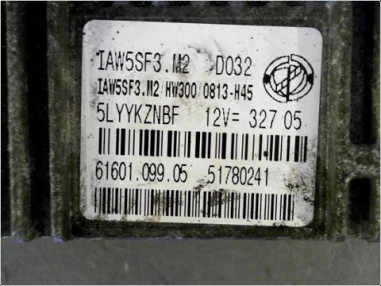 IAW5SF3.M2 D032
IAW5SF3.M2/HW300/0813-H45
5LYYKZNBF 12V= 327 05
61601.099.05 51780241